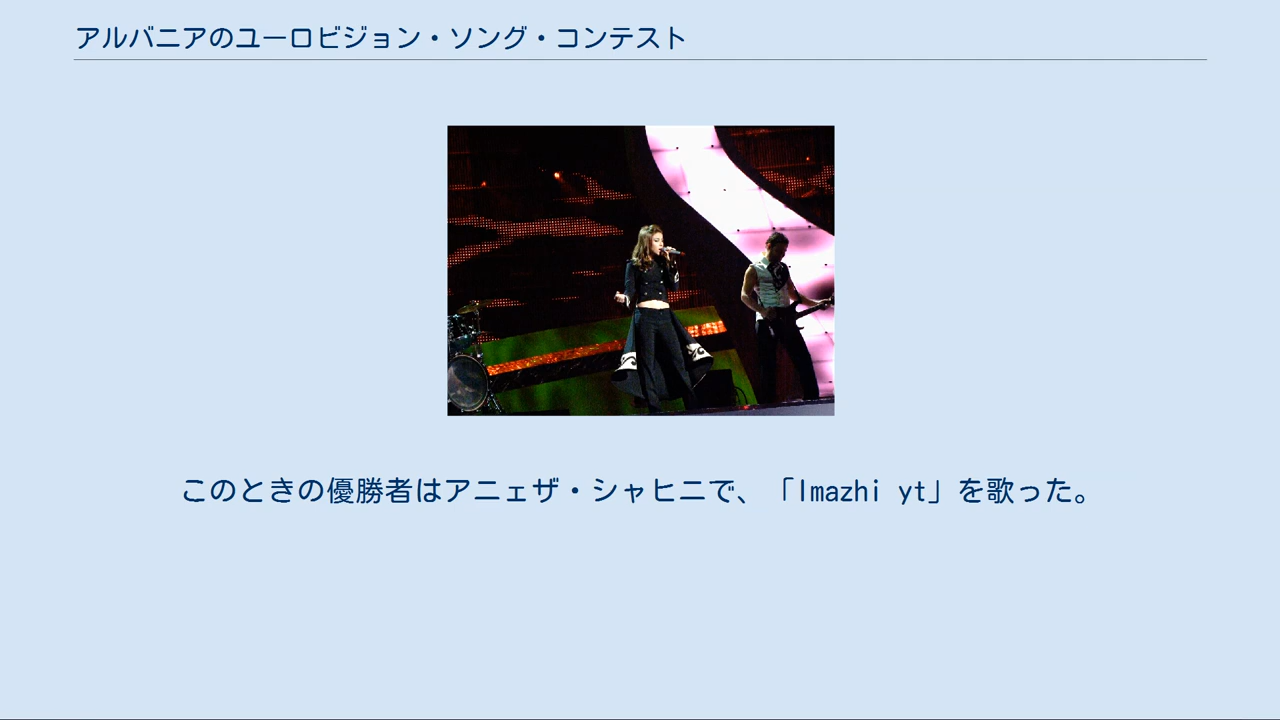 アルバニアのユーロビジョン・ソング・コンテスト
このときの優勝者はアニェザ・シャヒニで、「Imazhi yt」を歌った。